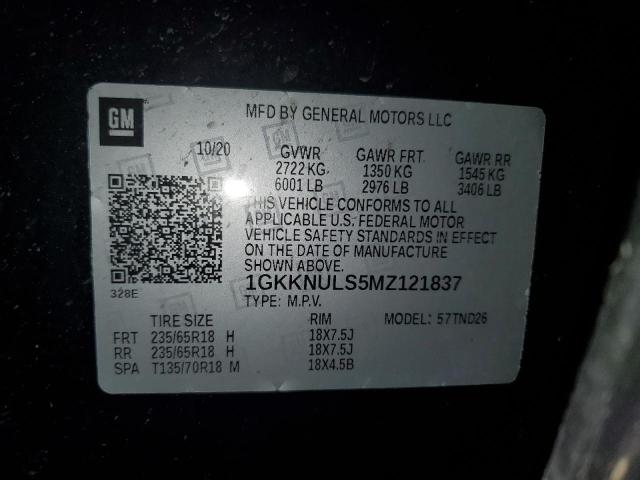 GM
MFD BY GENERAL MOTORS LLC
10/20 GVWR GAWR FRT. GAWR RR
2722 KG 1350 KG 1545 KG
6001 LB 2976 LB 3406 LB
THIS VEHICLE CONFORMS TO ALL
APPLICABLE U.S. FEDERAL MOTOR
VEHICLE SAFETY STANDARDS IN EFFECT
ON THE DATE OF MANUFACTURE
SHOWN ABOVE.
328E
1GKKNULS5MZ121837
TYPE: M.P.V.
TIRE SIZE RIM MODEL: 57TND26
FRT 235/65R18 H 18X7.5J
RR 235/65R18 H 18X7.5J
SPA T135/70R18 M 18X4.5B